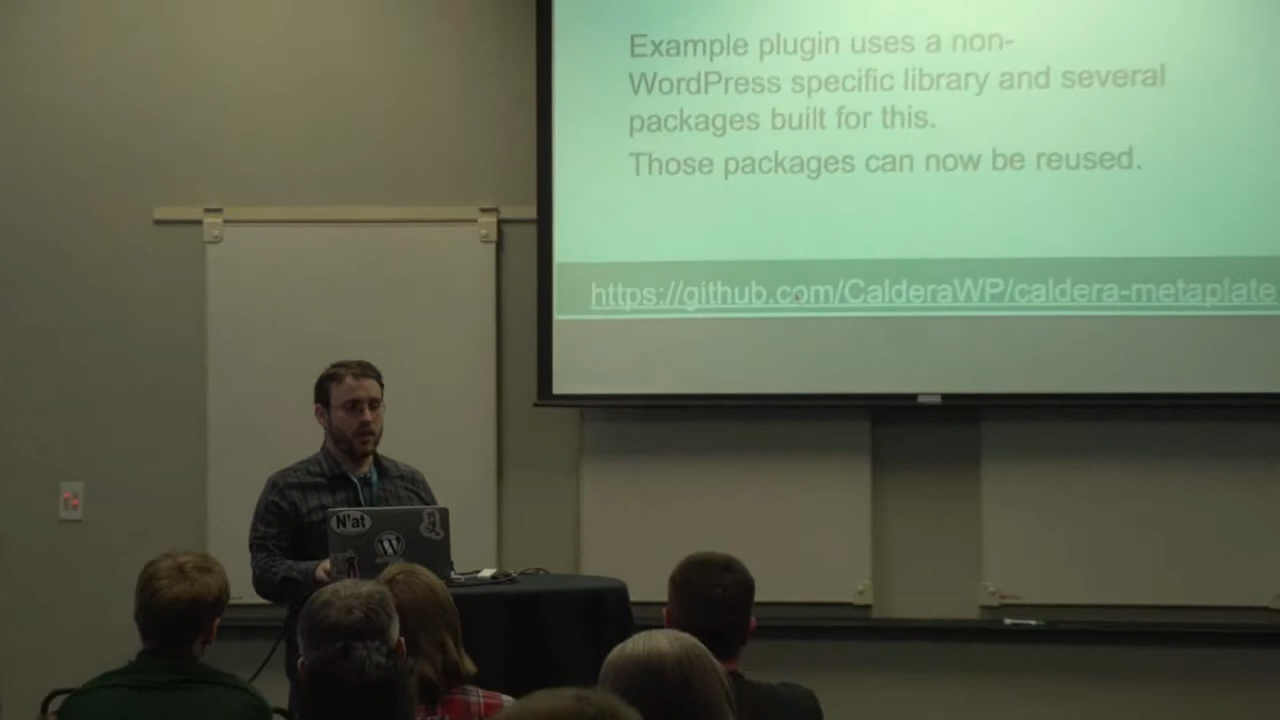 Example plugin uses a non-
WordPress specific library and several
packages built for this.
Those packages can now be reused.
https://github.com/CalderaWP/caldera-metaplate
N'at
W